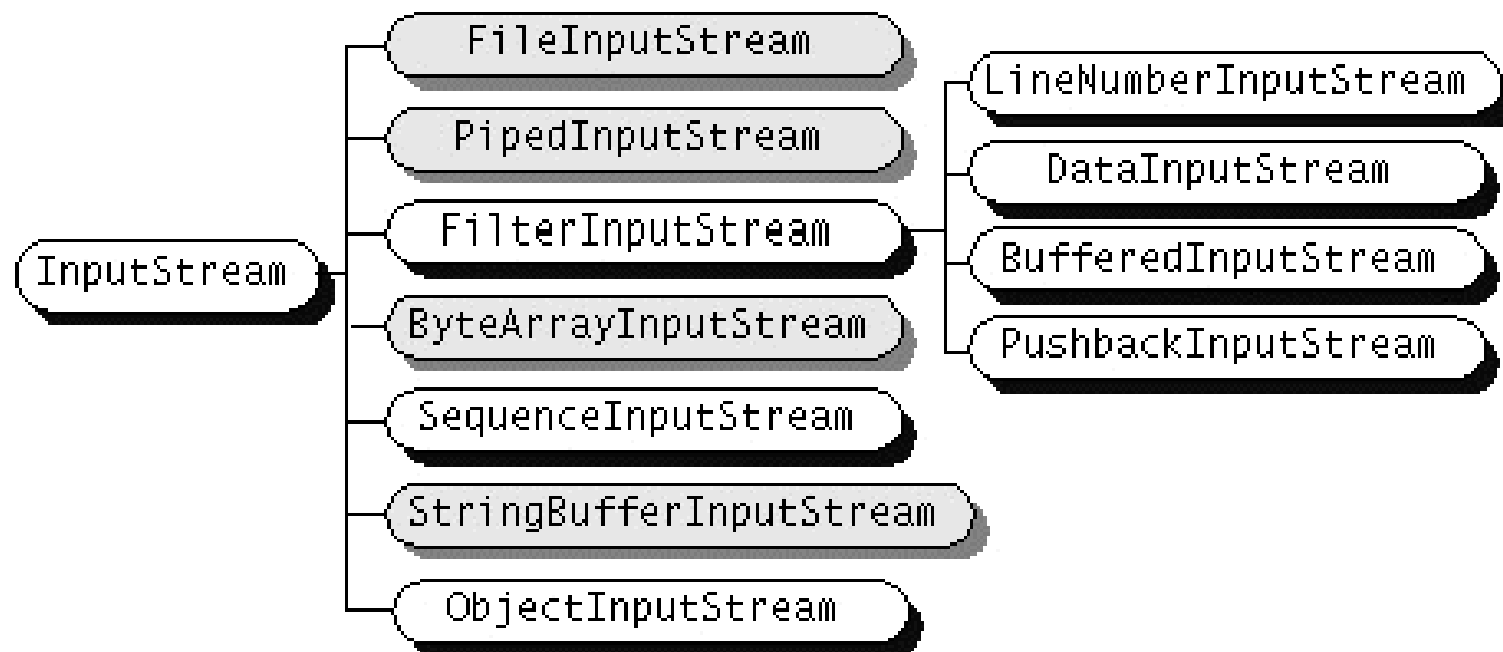 InputStream
FileInputStream
PipedInputStream
FilterInputStream
ByteArrayInputStream
SequenceInputStream
StringBufferInputStream
ObjectInputStream
LineNumberInputStream
DataInputStream
BufferedInputStream
PushbackInputStream